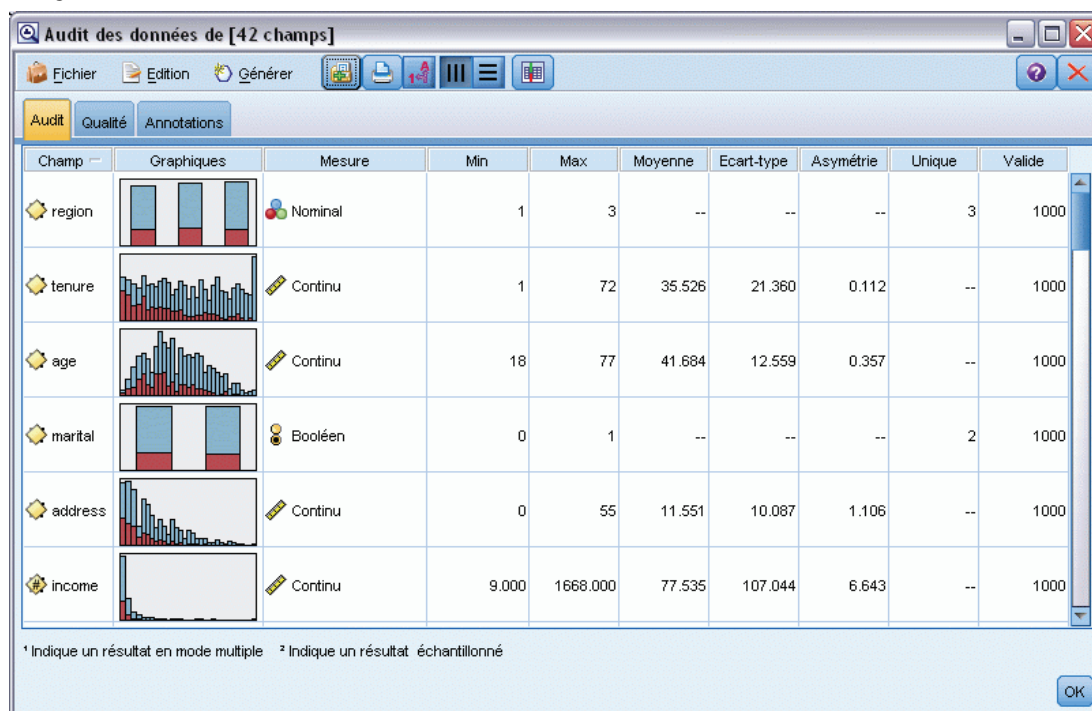 Audit des données de [42 champs]
Fichier Edition Générer
Audit Qualité Annotations
Champ Graphiques Mesure Min Max Moyenne Ecart-type Asymétrie Unique Valide
region Nominal 1 3 -- -- -- 3 1000
tenure Continu 1 72 35.526 21.360 0.112 -- 1000
age Continu 18 77 41.684 12.559 0.357 -- 1000
marital Booléen 0 1 -- -- -- 2 1000
address Continu 0 55 11.551 10.087 1.106 -- 1000
income Continu 9.000 1668.000 77.535 107.044 6.643 -- 1000
¹ Indique un résultat en mode multiple ² Indique un résultat échantillonné
OK